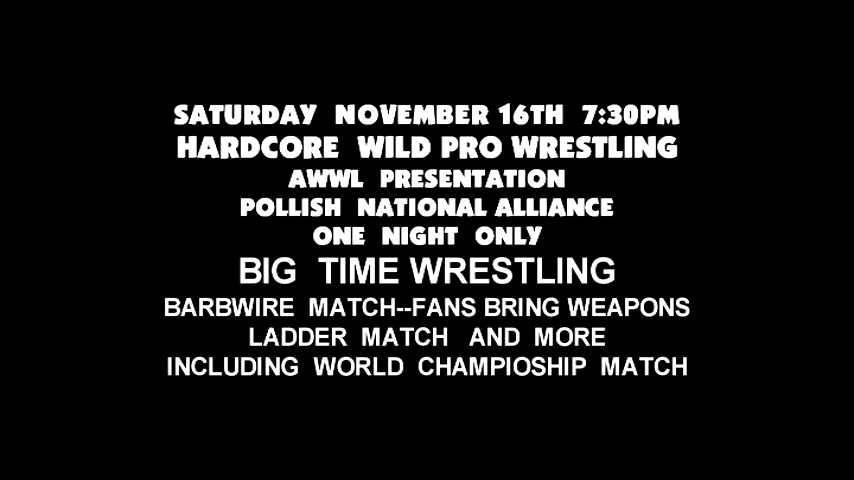 SATURDAY NOVEMBER 16TH 7:30PM
HARDCORE WILD PRO WRESTLING
AWWL PRESENTATION
POLLISH NATIONAL ALLIANCE
ONE NIGHT ONLY
BIG TIME WRESTLING
BARBWIRE MATCH--FANS BRING WEAPONS
LADDER MATCH AND MORE
INCLUDING WORLD CHAMPIOSHIP MATCH